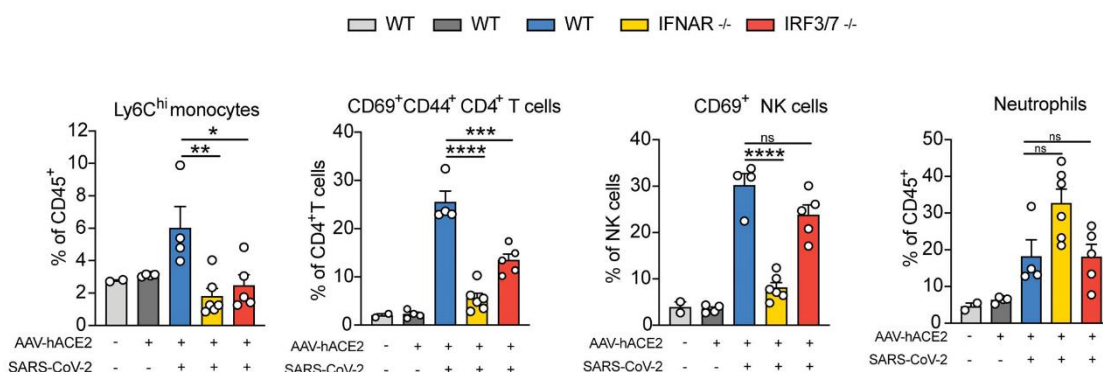 WT WT WT IFNAR -/- IRF3/7 -/-
Ly6Chi monocytes
% of CD45+
10
8
6
4
2
0
*
**
AAV-hACE2 - + + + +
SARS-CoV-2 - - + + +
CD69+CD44+ CD4+ T cells
% of CD4+T cells
40
30
20
10
0
***
****
AAV-hACE2 - + + + +
SARS-CoV-2 - - + + +
CD69+ NK cells
% of NK cells
40
30
20
10
0
ns
****
AAV-hACE2 - + + + +
SARS-CoV-2 - - + + +
Neutrophils
% of CD45+
50
40
30
20
10
0
ns
ns
AAV-hACE2 - + + + +
SARS-CoV-2 - - + + +